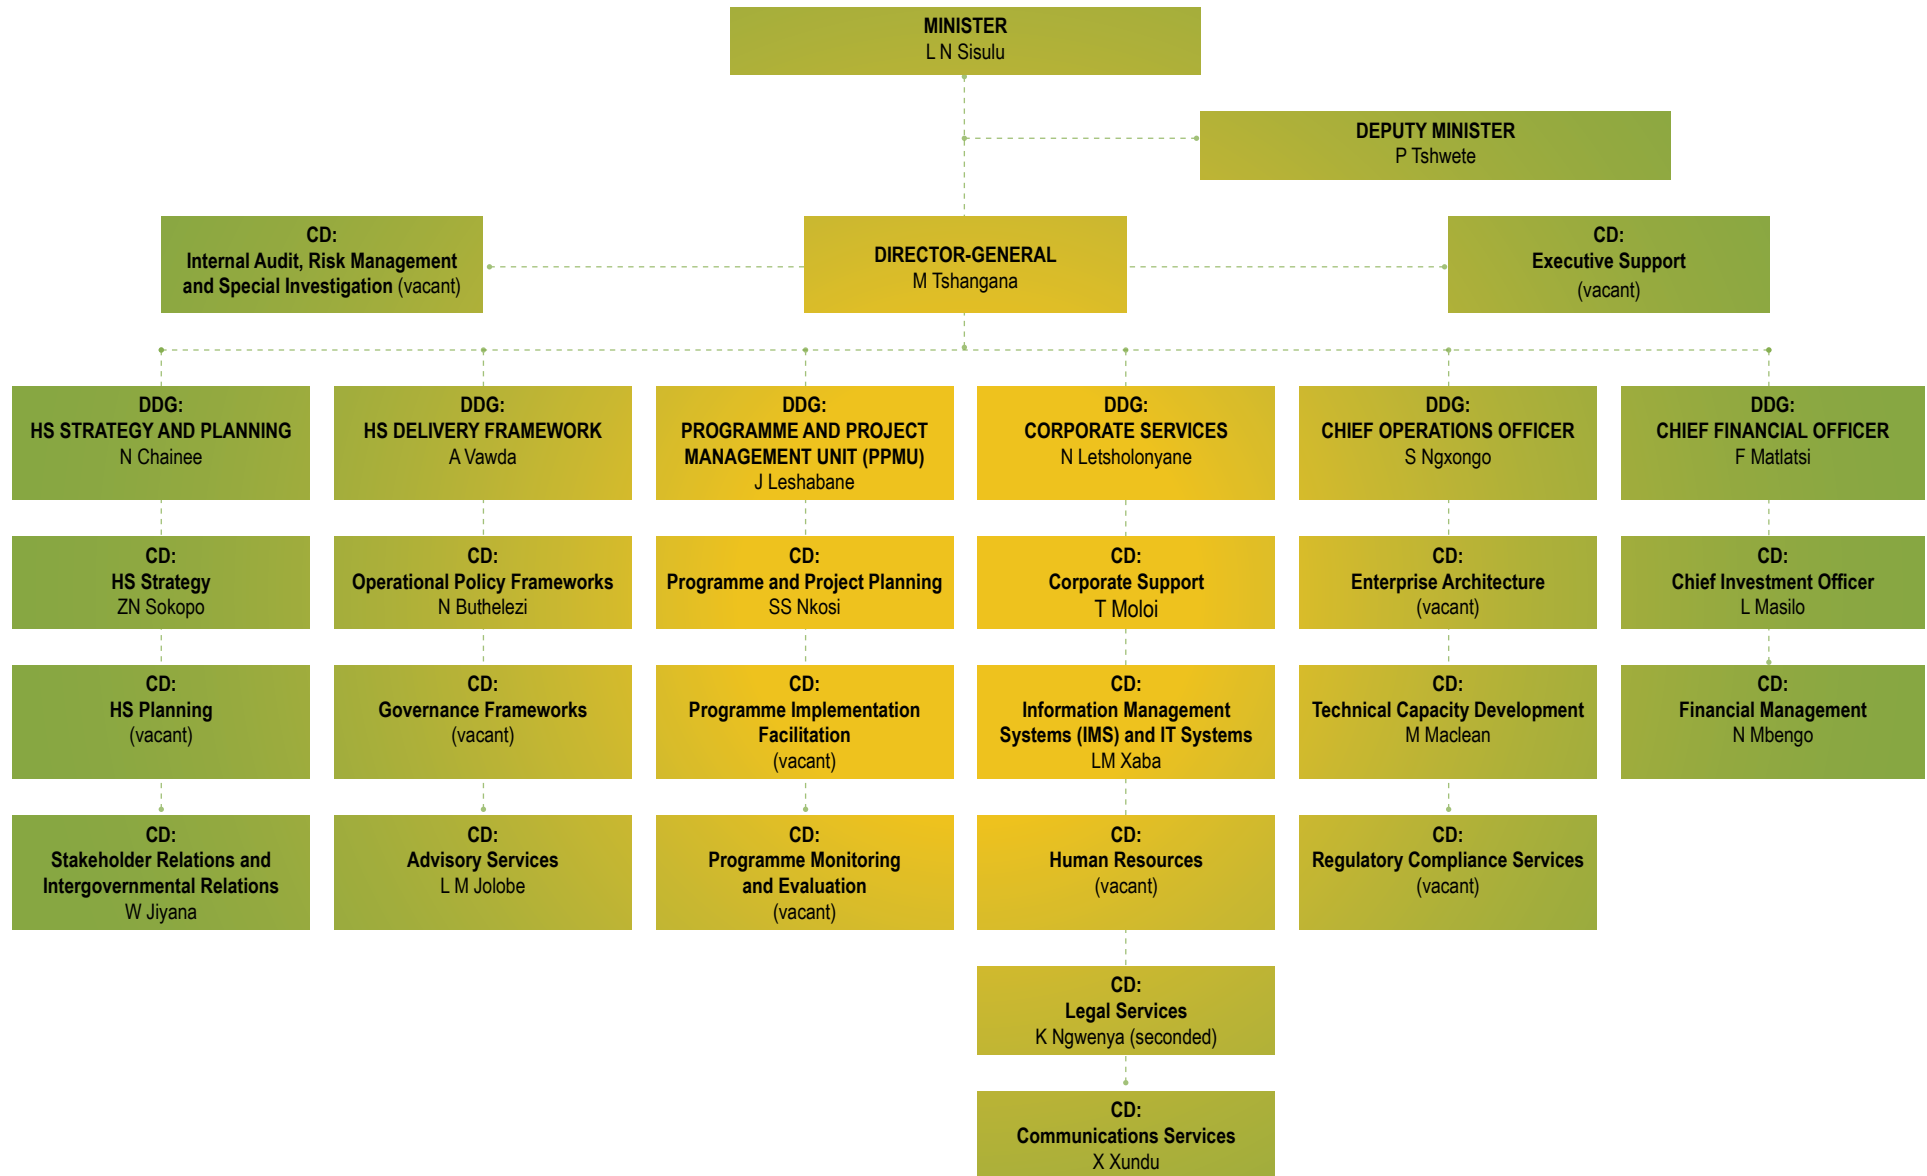 MINISTER
L N Sisulu
DEPUTY MINISTER
P Tshwete
CD:
Internal Audit, Risk Management
and Special Investigation (vacant)
DIRECTOR-GENERAL
M Tshangana
CD:
Executive Support
(vacant)
DDG:
HS STRATEGY AND PLANNING
N Chainee
DDG:
HS DELIVERY FRAMEWORK
A Vawda
DDG:
PROGRAMME AND PROJECT
MANAGEMENT UNIT (PPMU)
J Leshabane
DDG:
CORPORATE SERVICES
N Letsholonyane
DDG:
CHIEF OPERATIONS OFFICER
S Ngxongo
DDG:
CHIEF FINANCIAL OFFICER
F Matlatsi
CD:
HS Strategy
ZN Sokopo
CD:
Operational Policy Frameworks
N Buthelezi
CD:
Programme and Project Planning
SS Nkosi
CD:
Corporate Support
T Moloi
CD:
Enterprise Architecture
(vacant)
CD:
Chief Investment Officer
L Masilo
CD:
HS Planning
(vacant)
CD:
Governance Frameworks
(vacant)
CD:
Programme Implementation
Facilitation
(vacant)
CD:
Information Management
Systems (IMS) and IT Systems
LM Xaba
CD:
Technical Capacity Development
M Maclean
CD:
Financial Management
N Mbengo
CD:
Stakeholder Relations and
Intergovernmental Relations
W Jiyana
CD:
Advisory Services
L M Jolobe
CD:
Programme Monitoring
and Evaluation
(vacant)
CD:
Human Resources
(vacant)
CD:
Regulatory Compliance Services
(vacant)
CD:
Legal Services
K Ngwenya (seconded)
CD:
Communications Services
X Xundu